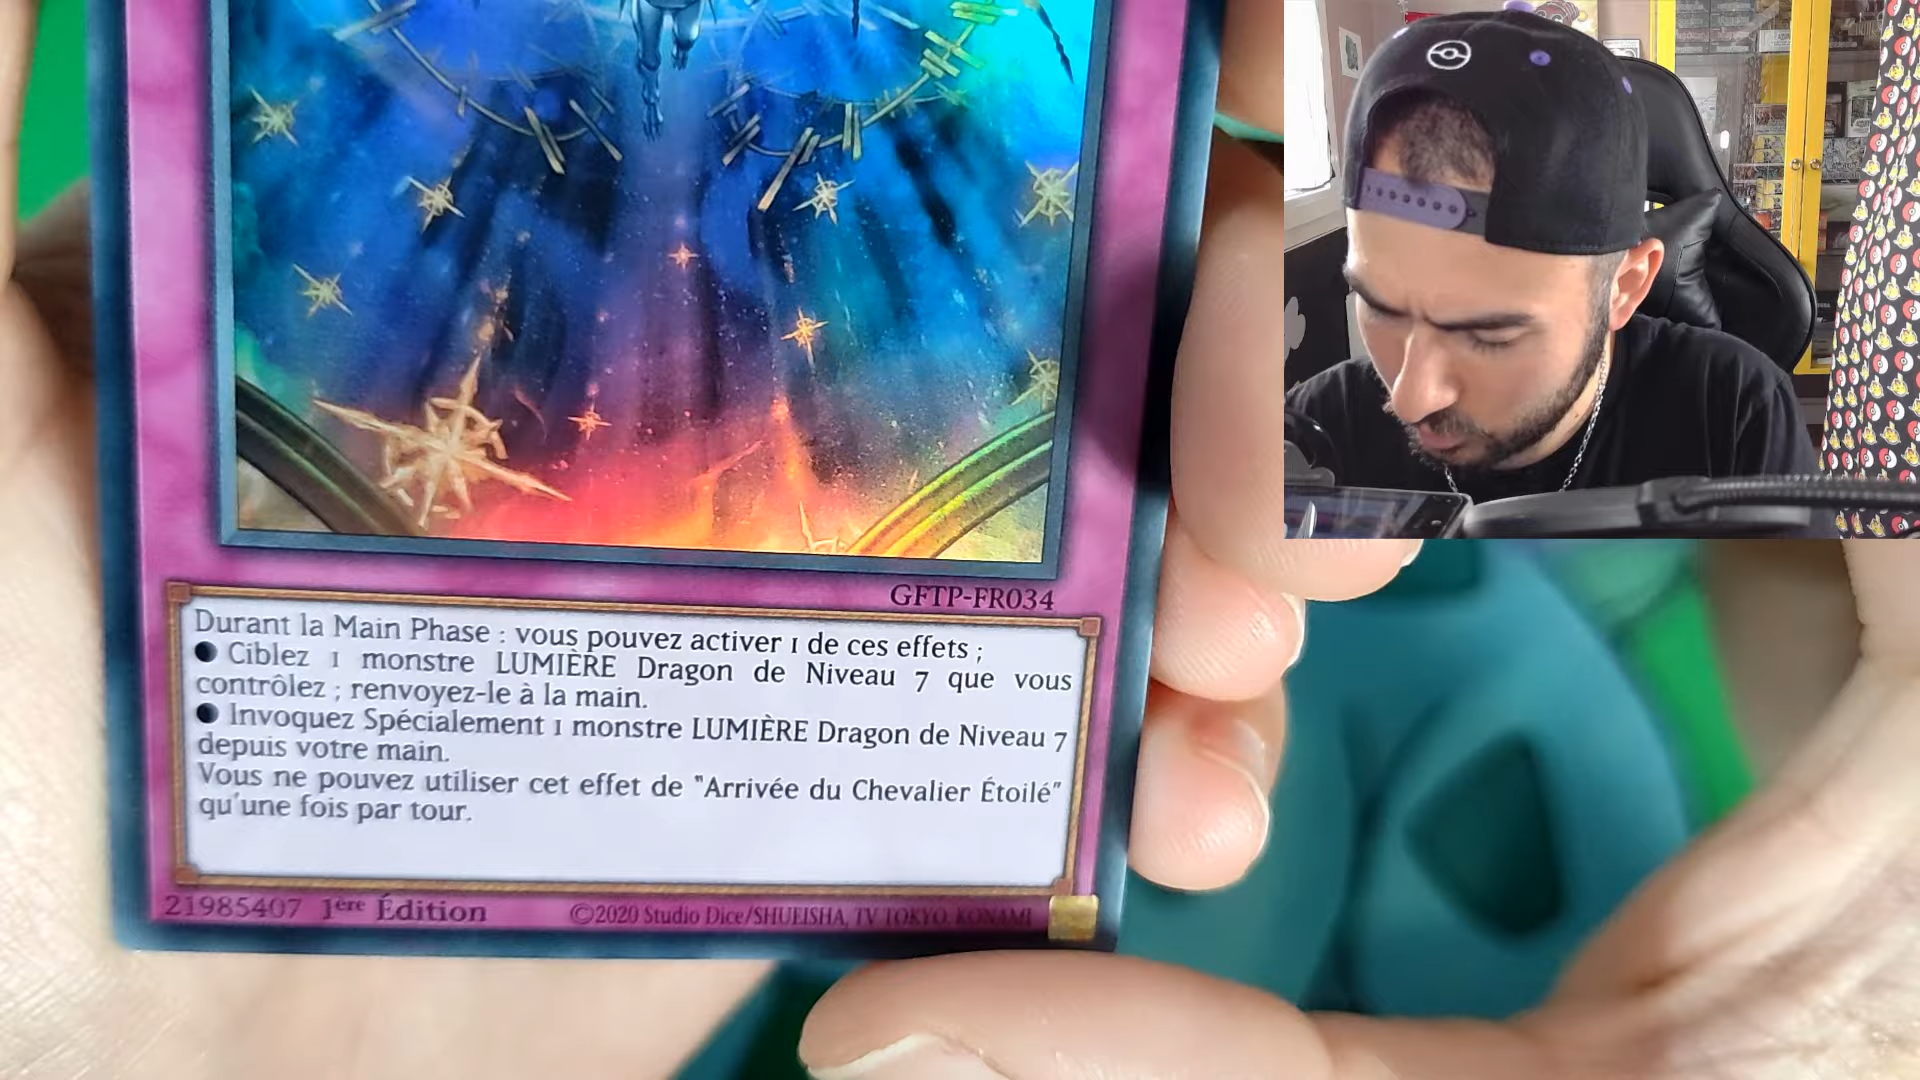 GFTP-FR034
Durant la Main Phase : vous pouvez activer 1 de ces effets ;
● Ciblez 1 monstre LUMIÈRE Dragon de Niveau 7 que vous
contrôlez ; renvoyez-le à la main.
● Invoquez Spécialement 1 monstre LUMIÈRE Dragon de Niveau 7
depuis votre main.
Vous ne pouvez utiliser cet effet de "Arrivée du Chevalier Étoilé"
qu'une fois par tour.
21985407 1ère Édition ©2020 Studio Dice/SHUEISHA, TV TOKYO, KONAMI